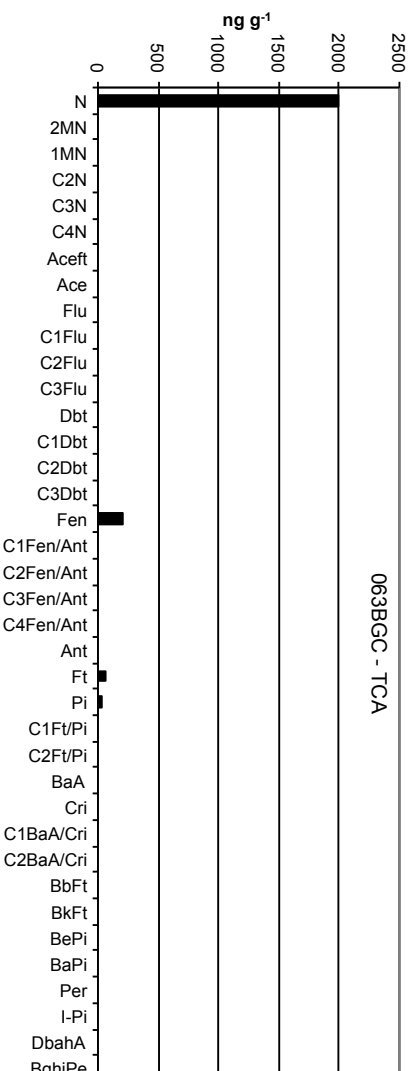 ng g-1
0
500
1000
1500
2000
2500
063BGC - TCA
N
2MN
1MN
C2N
C3N
C4N
Aceft
Ace
Flu
C1Flu
C2Flu
C3Flu
Dbt
C1Dbt
C2Dbt
C3Dbt
Fen
C1Fen/Ant
C2Fen/Ant
C3Fen/Ant
C4Fen/Ant
Ant
Ft
Pi
C1Ft/Pi
C2Ft/Pi
BaA
Cri
C1BaA/Cri
C2BaA/Cri
BbFt
BkFt
BePi
BaPi
Per
I-Pi
DbahA
BghiPe